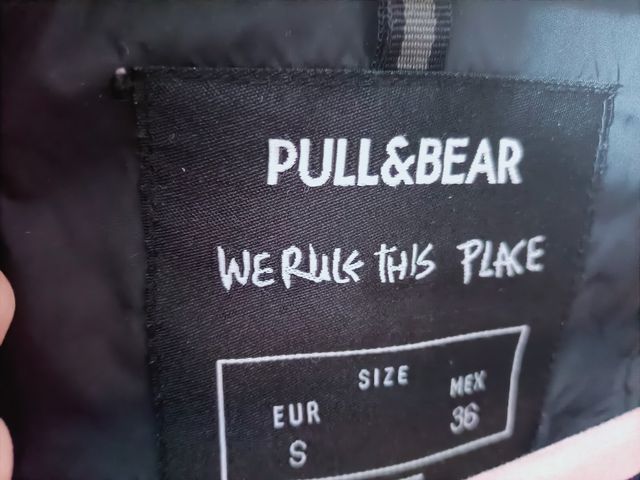 PULL&BEAR
WE RULE THIS PLACE
SIZE
EUR MEX
S 36